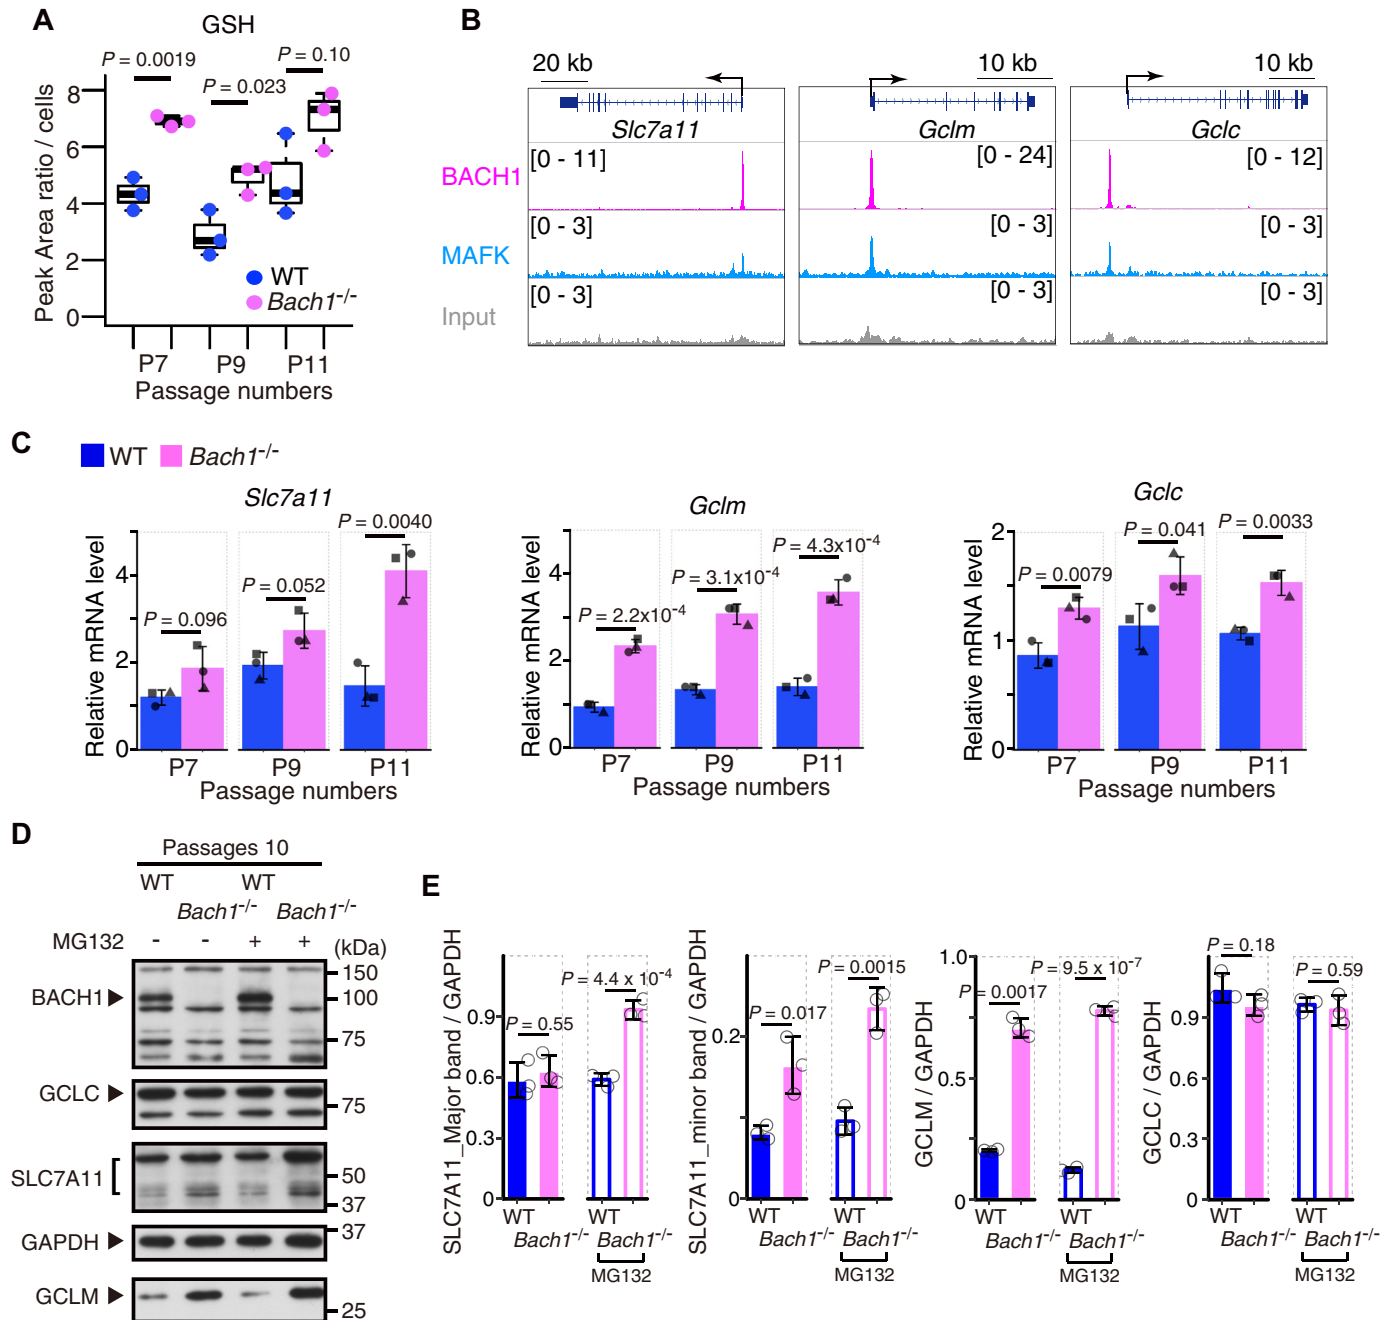 A
GSH
P = 0.0019
P = 0.023
P = 0.10
Peak Area ratio / cells
8
6
4
2
0
WT
Bach1-/-
P7
P9
P11
Passage numbers
B
20 kb
10 kb
10 kb
Slc7a11
Gclm
Gclc
BACH1
[0 - 11]
[0 - 24]
[0 - 12]
MAFK
[0 - 3]
[0 - 3]
[0 - 3]
Input
[0 - 3]
[0 - 3]
[0 - 3]
C
WT
Bach1-/-
Slc7a11
Relative mRNA level
4
2
0
P = 0.096
P = 0.052
P = 0.0040
P7
P9
P11
Passage numbers
Gclm
Relative mRNA level
4
2
0
P = 2.2x10-4
P = 3.1x10-4
P = 4.3x10-4
P7
P9
P11
Passage numbers
Gclc
Relative mRNA level
2
1
0
P = 0.0079
P = 0.041
P = 0.0033
P7
P9
P11
Passage numbers
D
Passages 10
WT
WT
Bach1-/-
Bach1-/-
MG132
-
-
+
+
(kDa)
BACH1
150
100
75
GCLC
75
SLC7A11
50
37
GAPDH
37
GCLM
25
E
SLC7A11_Major band / GAPDH
0.9
0.6
0.3
0
P = 0.55
P = 4.4 x 10-4
WT
Bach1-/-
WT
Bach1-/-
MG132
SLC7A11_minor band / GAPDH
0.2
0
P = 0.017
P = 0.0015
WT
Bach1-/-
WT
Bach1-/-
MG132
GCLM / GAPDH
1.0
0.5
0
P = 0.0017
P = 9.5 x 10-7
WT
Bach1-/-
WT
Bach1-/-
MG132
GCLC / GAPDH
0.9
0.6
0.3
0
P = 0.18
P = 0.59
WT
Bach1-/-
WT
Bach1-/-
MG132